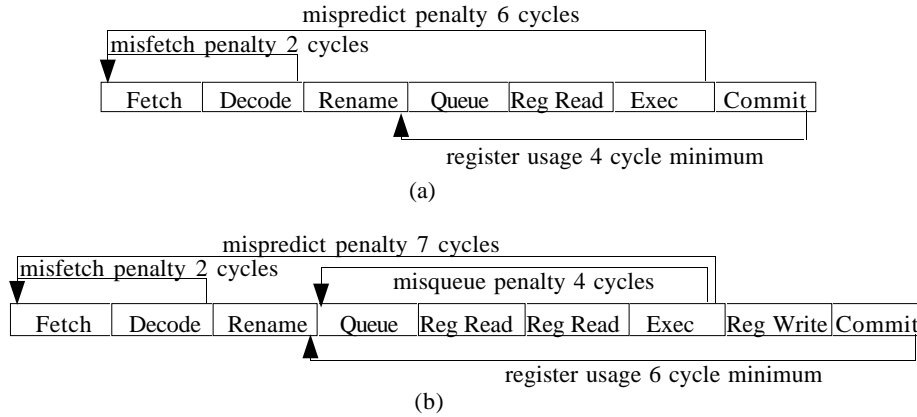 mispredict penalty 6 cycles
misfetch penalty 2 cycles
Fetch Decode Rename Queue Reg Read Exec Commit
register usage 4 cycle minimum
(a)
mispredict penalty 7 cycles
misfetch penalty 2 cycles
misqueue penalty 4 cycles
Fetch Decode Rename Queue Reg Read Reg Read Exec Reg Write Commit
register usage 6 cycle minimum
(b)